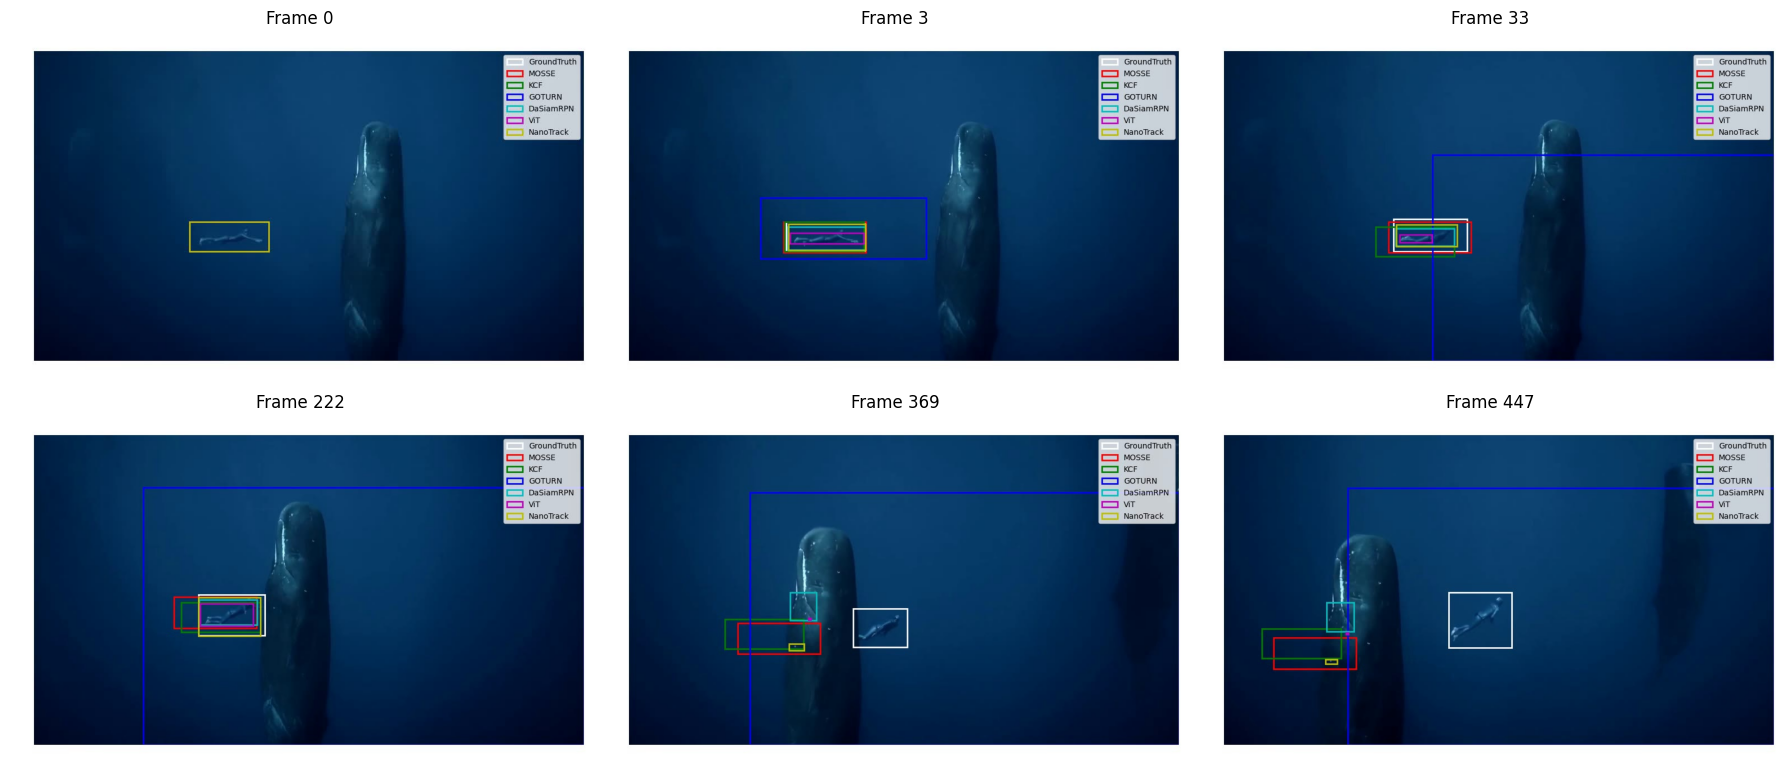 Frame 0
GroundTruth
MOSSE
KCF
GOTURN
DaSiamRPN
ViT
NanoTrack
Frame 3
GroundTruth
MOSSE
KCF
GOTURN
DaSiamRPN
ViT
NanoTrack
Frame 33
GroundTruth
MOSSE
KCF
GOTURN
DaSiamRPN
ViT
NanoTrack
Frame 222
GroundTruth
MOSSE
KCF
GOTURN
DaSiamRPN
ViT
NanoTrack
Frame 369
GroundTruth
MOSSE
KCF
GOTURN
DaSiamRPN
ViT
NanoTrack
Frame 447
GroundTruth
MOSSE
KCF
GOTURN
DaSiamRPN
ViT
NanoTrack